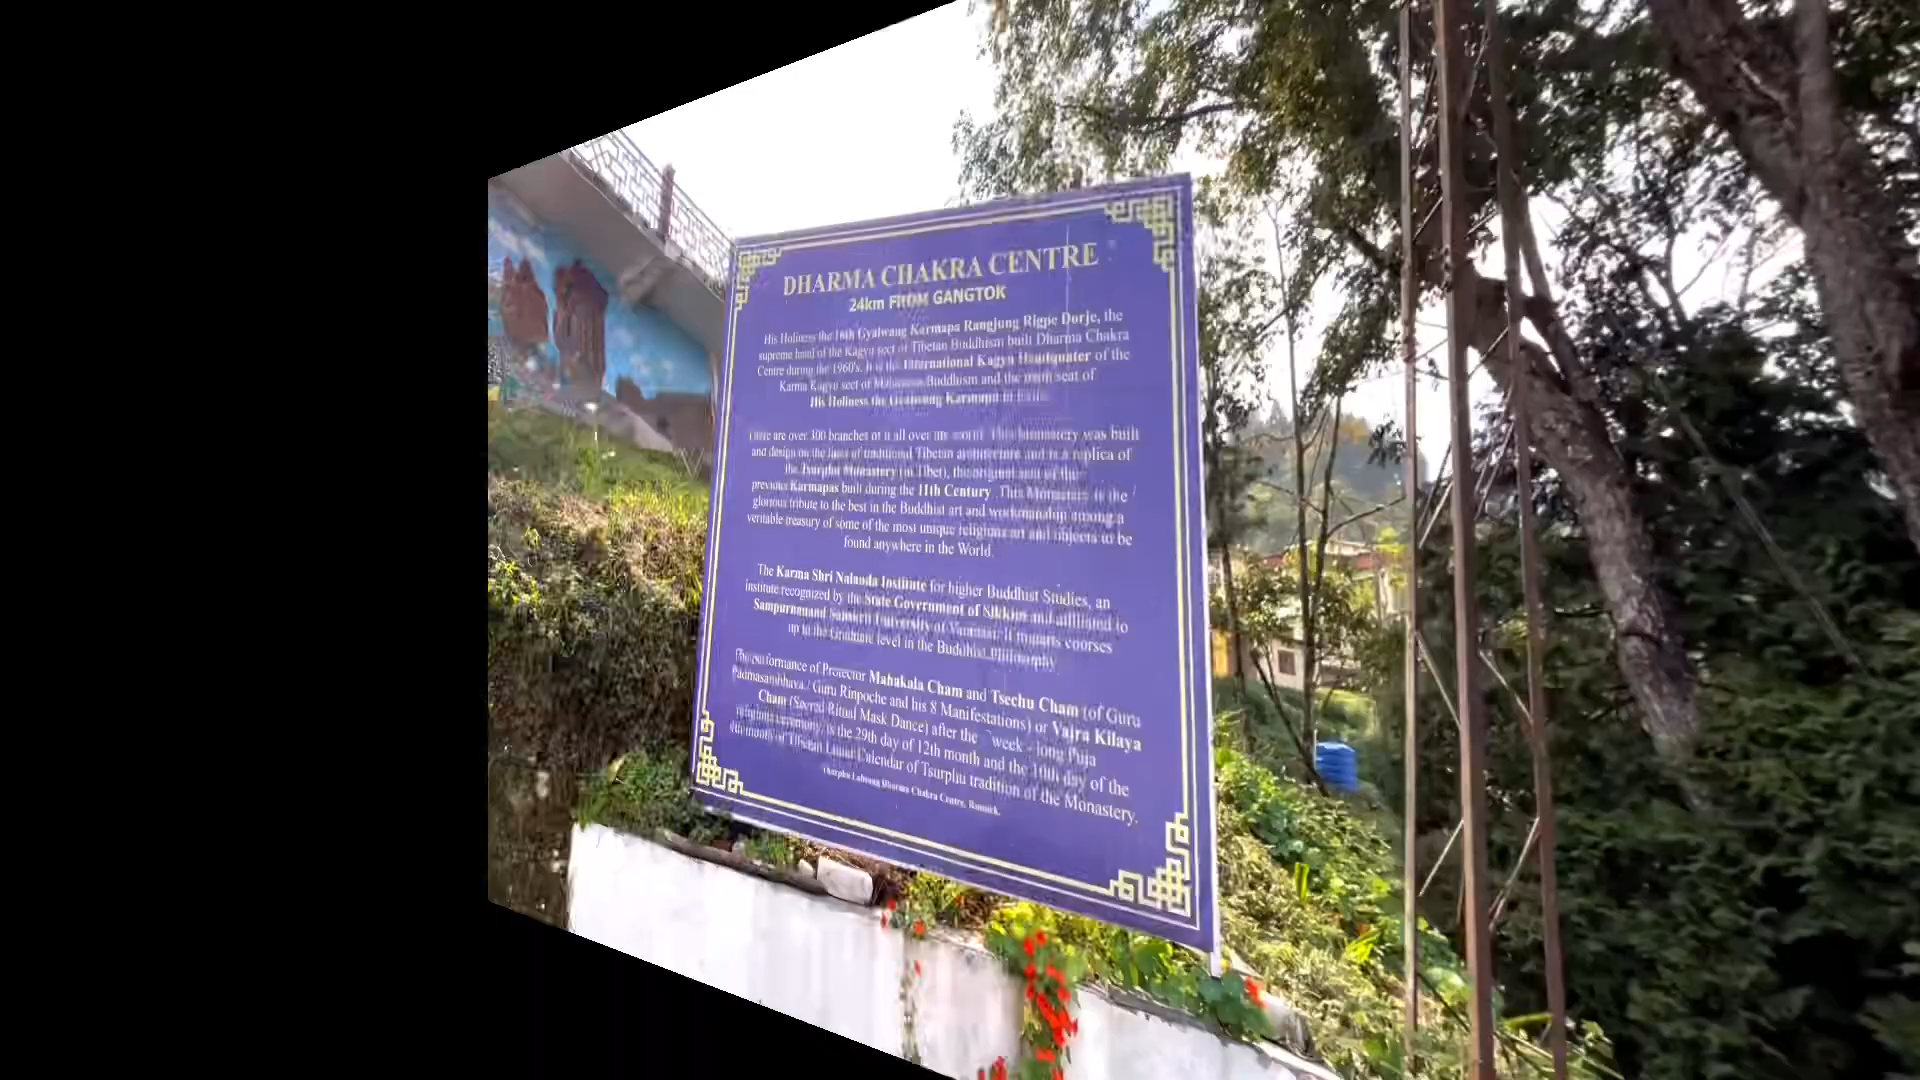 DHARMA CHAKRA CENTRE
24km FROM GANGTOK
His Holiness the 16th Gyalwang Karmapa Rangjung Rigpe Dorje, the
supreme head of the Kagyu sect of Tibetan Buddhism built Dharma Chakra
Centre during the 1960's. It is the International Kagyu Headquater of the
Karma Kagyu sect of Buddhism and the main seat of
His Holiness the Gyalwang Karmapa in
There are over 300 branches of it all over the world. This monastery was built
and design on the lines of traditional Tibetan architecture and is a replica of
the Tsurphu Monastery (in Tibet), the original seat of the
previous Karmapas built during the 11th Century. This Monastery is the
glorious tribute to the best in the Buddhist art and workmanship among a
veritable treasury of some of the most unique religious art and objects to be
found anywhere in the World.
The Karma Shri Nalanda Institute for higher Buddhist Studies, an
institute recognized by the State Government of Sikkim and affiliated to
Sampurnanand Sanskrit University of It imparts courses
up to the Graduate level in the Buddhist Philosophy
The performance of Protector Mahakala Cham and Tsechu Cham (of Guru
Padmasambhava / Guru Rinpoche and his 8 Manifestations) or Vajra Kilaya
Cham (Sacred Ritual Mask Dance) after the week - long Puja
is the 29th day of 12th month and the 10th day of the
month of Tibetan Lunar Calendar of Tsurphu tradition of the Monastery.
Tsurphu Labrang Dharma Chakra Centre, Rumtek.